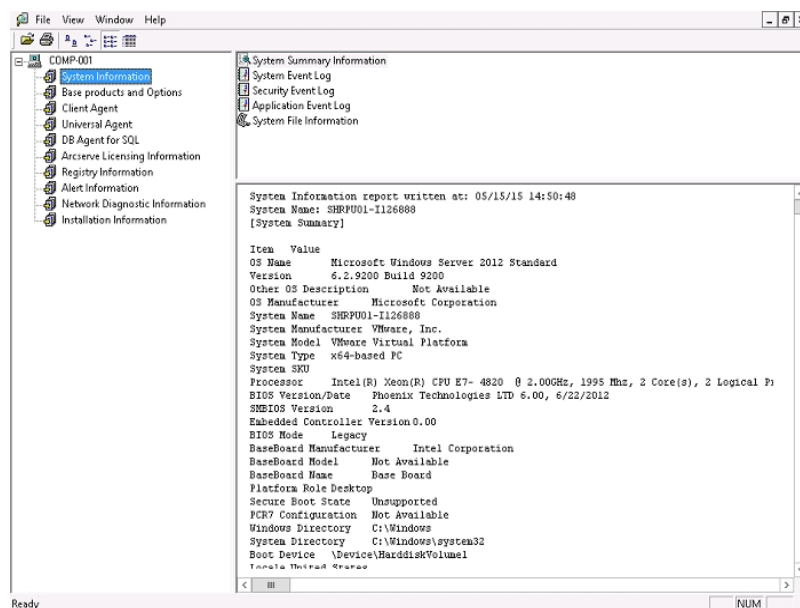 File View Window Help
COMP-001
System Information
Base products and Options
Client Agent
Universal Agent
DB Agent for SQL
Arcserve Licensing Information
Registry Information
Alert Information
Network Diagnostic Information
Installation Information
System Summary Information
System Event Log
Security Event Log
Application Event Log
System File Information
System Information report written at: 05/15/15 14:50:48
System Name: SHRPU01-I126888
[System Summary]
Item Value
OS Name Microsoft Windows Server 2012 Standard
Version 6.2.9200 Build 9200
Other OS Description Not Available
OS Manufacturer Microsoft Corporation
System Name SHRPU01-I126888
System Manufacturer VMware, Inc.
System Model VMware Virtual Platform
System Type x64-based PC
System SKU
Processor Intel(R) Xeon(R) CPU E7- 4820 @ 2.00GHz, 1995 Mhz, 2 Core(s), 2 Logical
BIOS Version/Date Phoenix Technologies LTD 6.00, 6/22/2012
SMBIOS Version 2.4
Embedded Controller Version 0.00
BIOS Mode Legacy
BaseBoard Manufacturer Intel Corporation
BaseBoard Model Not Available
BaseBoard Name Base Board
Platform Role Desktop
Secure Boot State Unsupported
PCR7 Configuration Not Available
Windows Directory C:\Windows
System Directory C:\Windows\system32
Boot Device \Device\HarddiskVolume1
Locale United States
Ready NUM